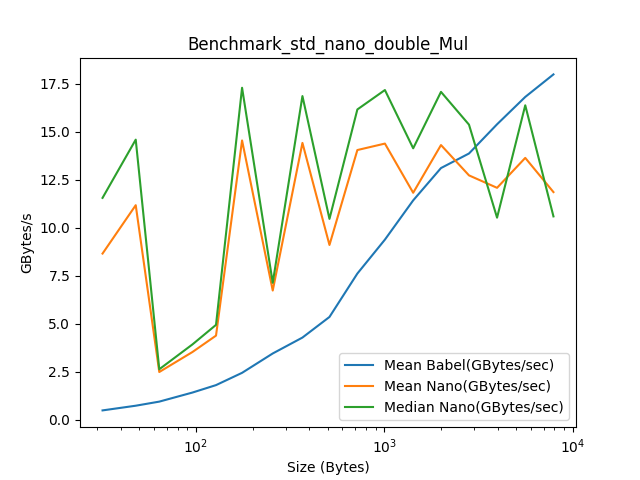 Benchmark_std_nano_double_Mul
17.5
15.0
12.5
10.0
7.5
5.0
2.5
0.0
GBytes/s
Mean Babel(GBytes/sec)
Mean Nano(GBytes/sec)
Median Nano(GBytes/sec)
10² 10³ 10⁴
Size (Bytes)